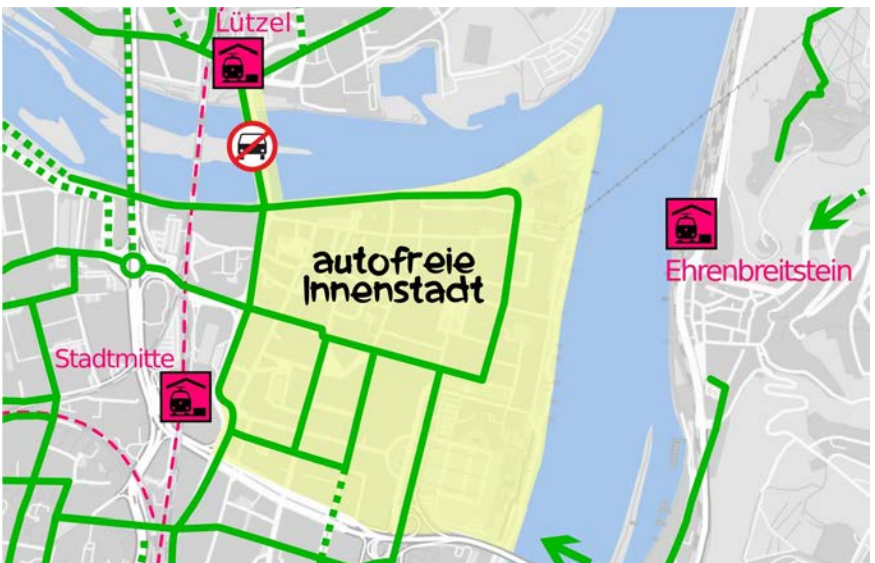 Lützel
autofreie
Innenstadt
Ehrenbreitstein
Stadtmitte